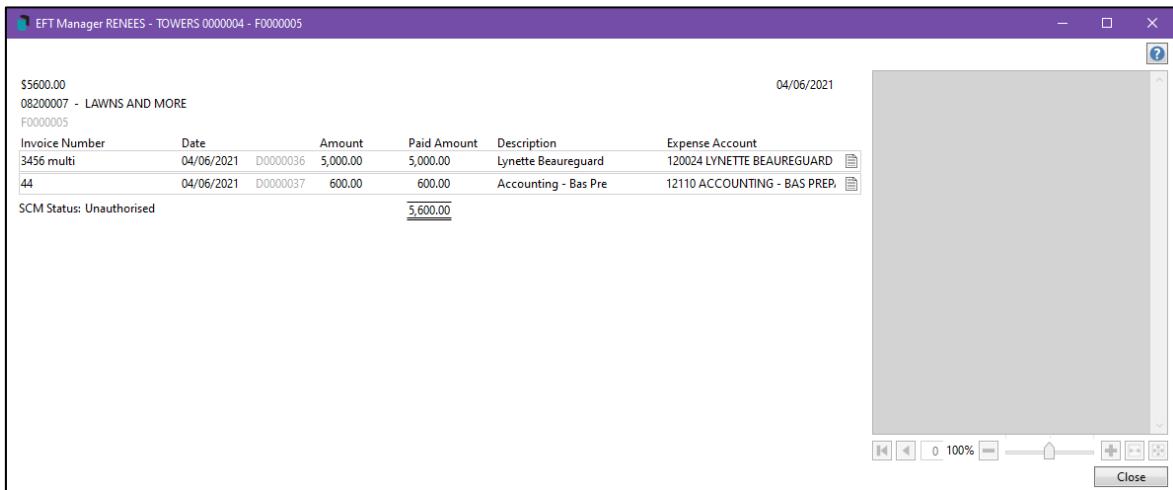 EFT Manager RENEES - TOWERS 0000004 - F0000005
$5600.00 04/06/2021
08200007 - LAWNS AND MORE
F0000005
Invoice Number Date Amount Paid Amount Description Expense Account
3456 multi 04/06/2021 D0000036 5,000.00 5,000.00 Lynette Beaureguard 120024 LYNETTE BEAUREGUARD
44 04/06/2021 D0000037 600.00 600.00 Accounting - Bas Pre 12110 ACCOUNTING - BAS PREP
SCM Status: Unauthorised 5,600.00
0 100%
Close